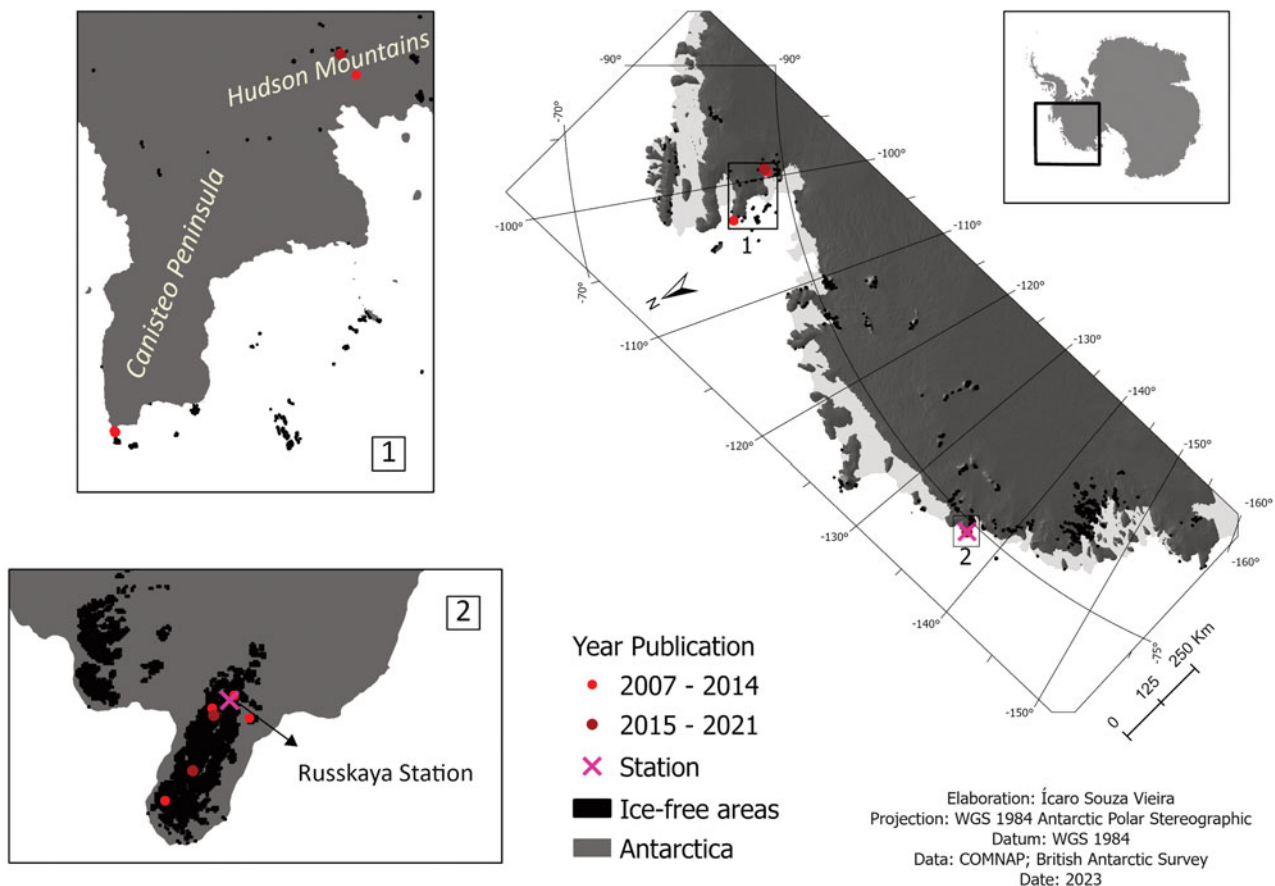 Hudson Mountains
Canisteo Peninsula
1
2
Russkaya Station
-90°
-90°
-70°
-100°
-100°
1
-110°
-70°
N
-110°
-120°
-130°
-120°
-140°
-150°
-130°
2
-160°
-160°
-140°
-75°
-150°
0 125 250 Km
Year Publication
2007 - 2014
2015 - 2021
Station
Ice-free areas
Antarctica
Elaboration: Ícaro Souza Vieira
Projection: WGS 1984 Antarctic Polar Stereographic
Datum: WGS 1984
Data: COMNAP; British Antarctic Survey
Date: 2023